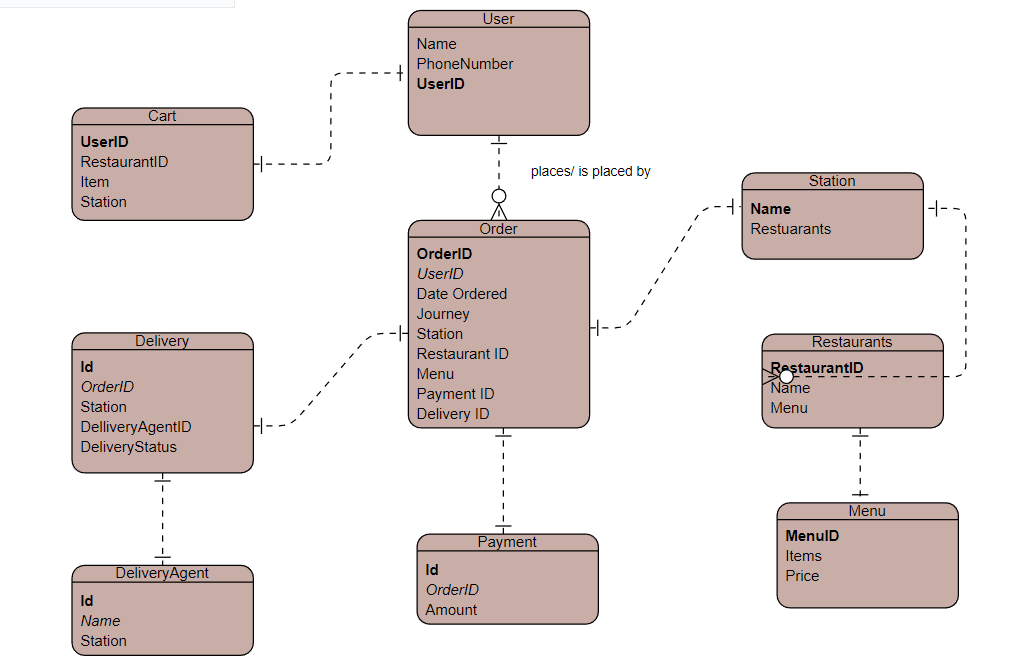 User
Name
PhoneNumber
UserID
Cart
UserID
RestaurantID
Item
Station
places/ is placed by
Station
Name
Restuarants
Order
OrderID
UserID
Date Ordered
Journey
Station
Restaurant ID
Menu
Payment ID
Delivery ID
Delivery
Id
OrderID
Station
DelliveryAgentID
DeliveryStatus
Restaurants
RestaurantID
Name
Menu
Menu
MenuID
Items
Price
Payment
Id
OrderID
Amount
DeliveryAgent
Id
Name
Station